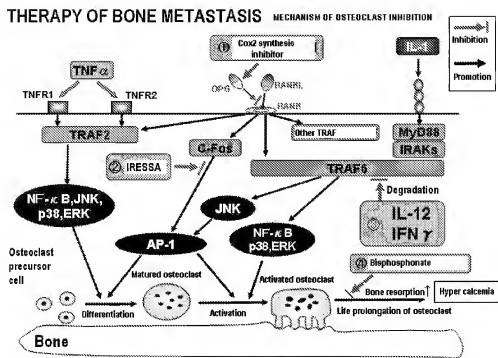 THERAPY OF BONE METASTASIS MECHANISM OF OSTEOCLAST INHIBITION
① Cox2 synthesis
inhibitor
IL-1
Inhibition
Promotion
TNF α
OPG
RANKL
RANK
TNFR1
TNFR2
TRAF2
Other TRAF
MyD88
IRAKs
C-Fos
TRAF6
② IRESSA
Degradation
NF-κ B,JNK,
p38,ERK
JNK
IL-12
IFN γ
AP-1
NF-κ B
p38,ERK
④ Bisphosphonate
Osteoclast
precursor
cell
Matured osteoclast
Activated osteoclast
Bone resorption↑
Hyper calcemia
Differentiation
Activation
Life prolongation of osteoclast
Bone